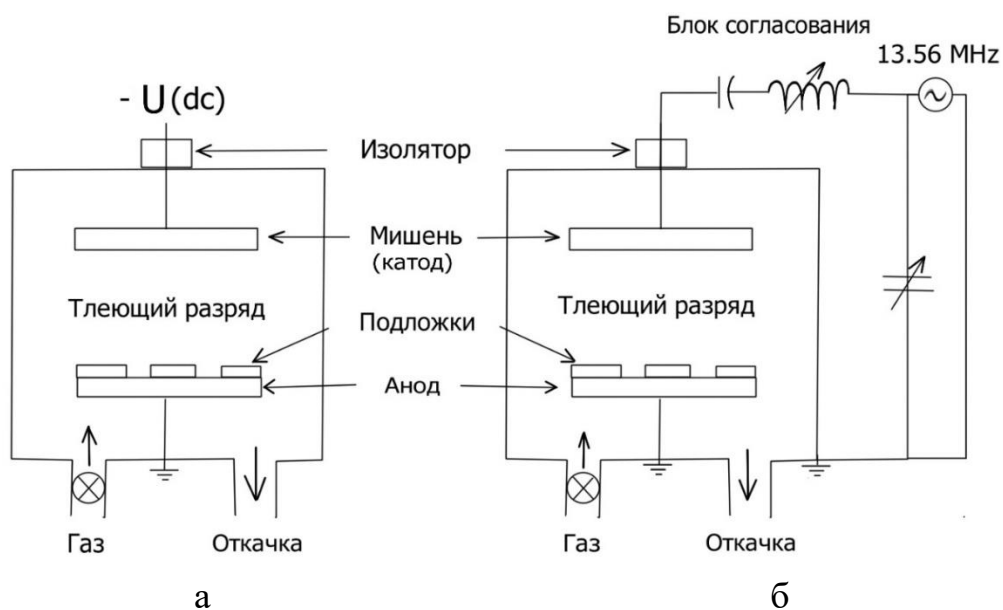 Блок согласования
13.56 MHz
- U(dc)
Изолятор
Мишень
(катод)
Тлеющий разряд
Тлеющий разряд
Подложки
Анод
Газ
Откачка
Газ
Откачка
а
б